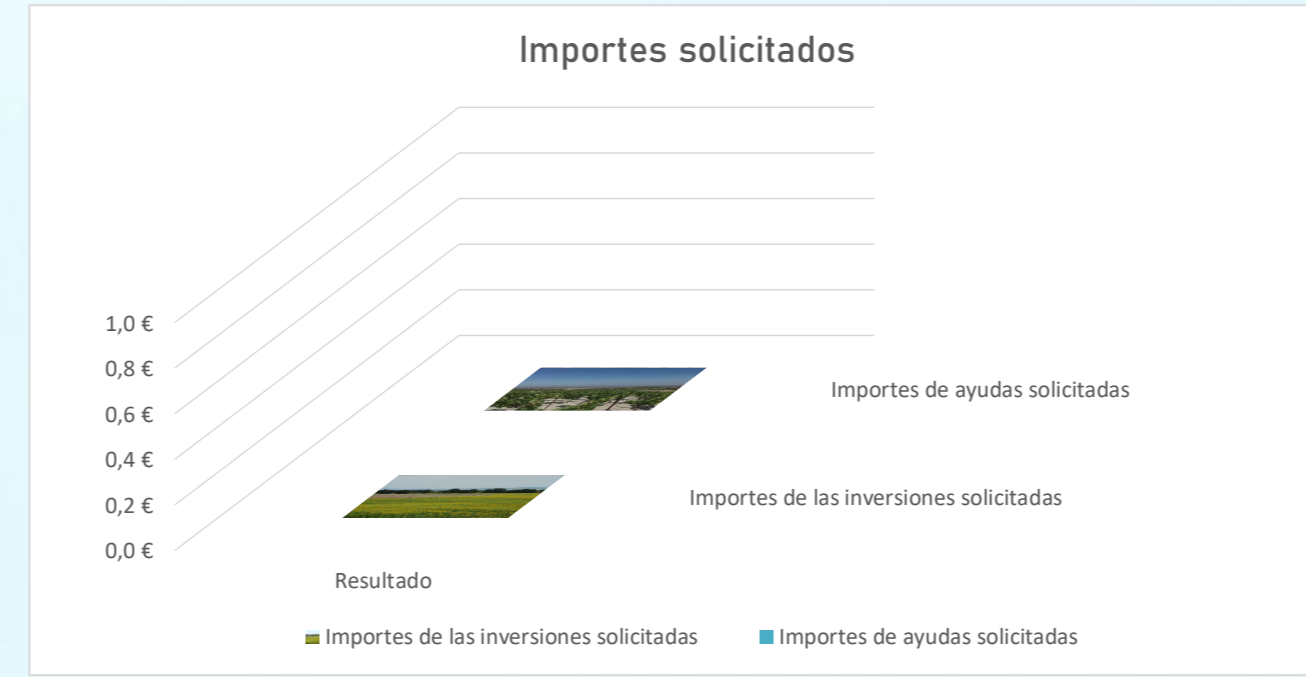 Importes solicitados
1,0 €
0,8 €
0,6 €
0,4 €
0,2 €
0,0 €
Importes de ayudas solicitadas
Importes de las inversiones solicitadas
Resultado
Importes de las inversiones solicitadas
Importes de ayudas solicitadas